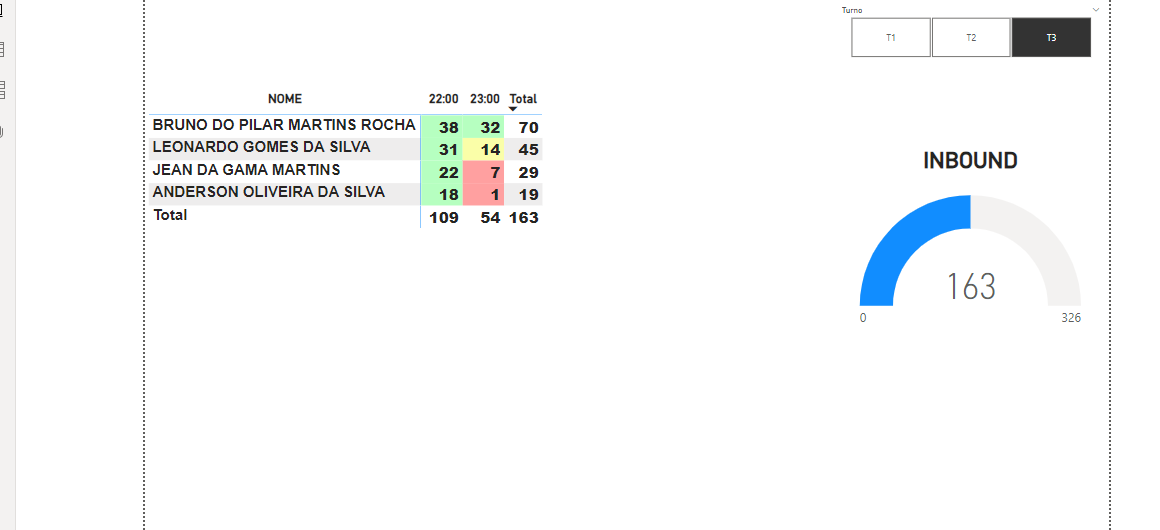 Turno
T1 T2 T3
NOME 22:00 23:00 Total
BRUNO DO PILAR MARTINS ROCHA 38 32 70
LEONARDO GOMES DA SILVA 31 14 45
JEAN DA GAMA MARTINS 22 7 29
ANDERSON OLIVEIRA DA SILVA 18 1 19
Total 109 54 163
INBOUND
163
0 326